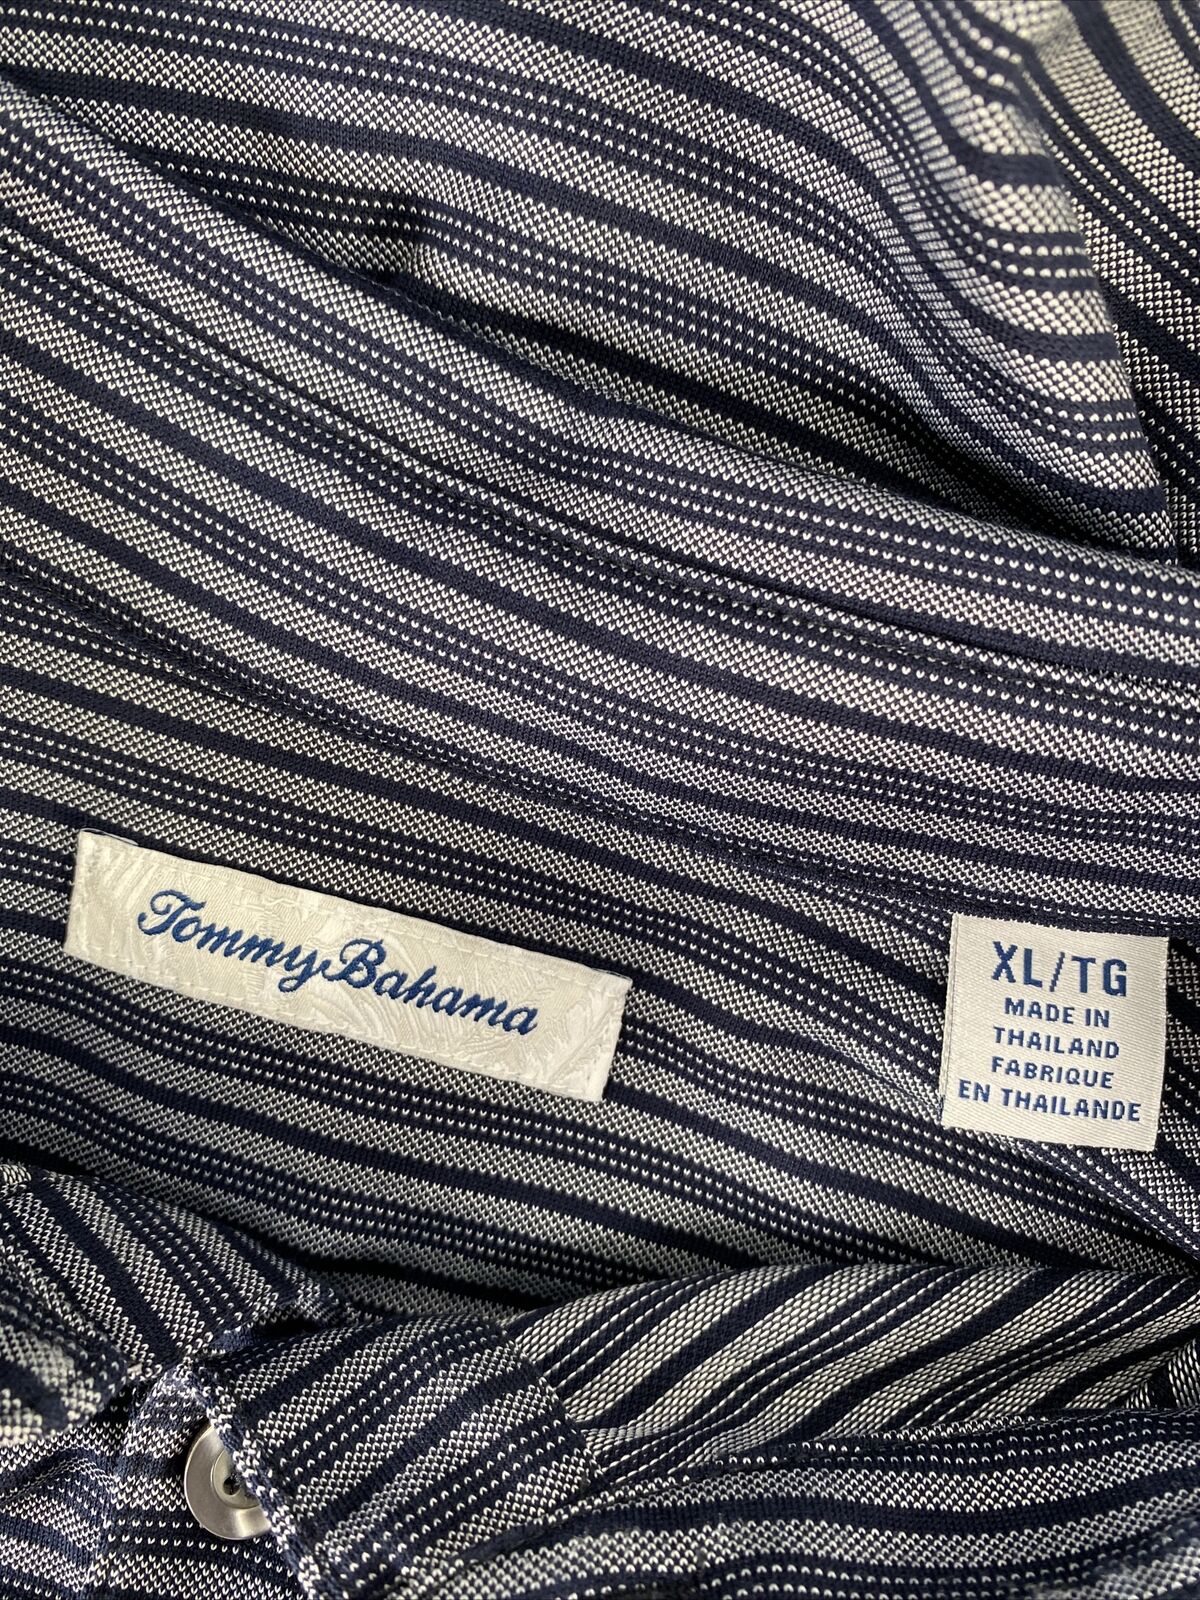 Tommy Bahama
XL/TG
MADE IN
THAILAND
FABRIQUE
EN THAILANDE